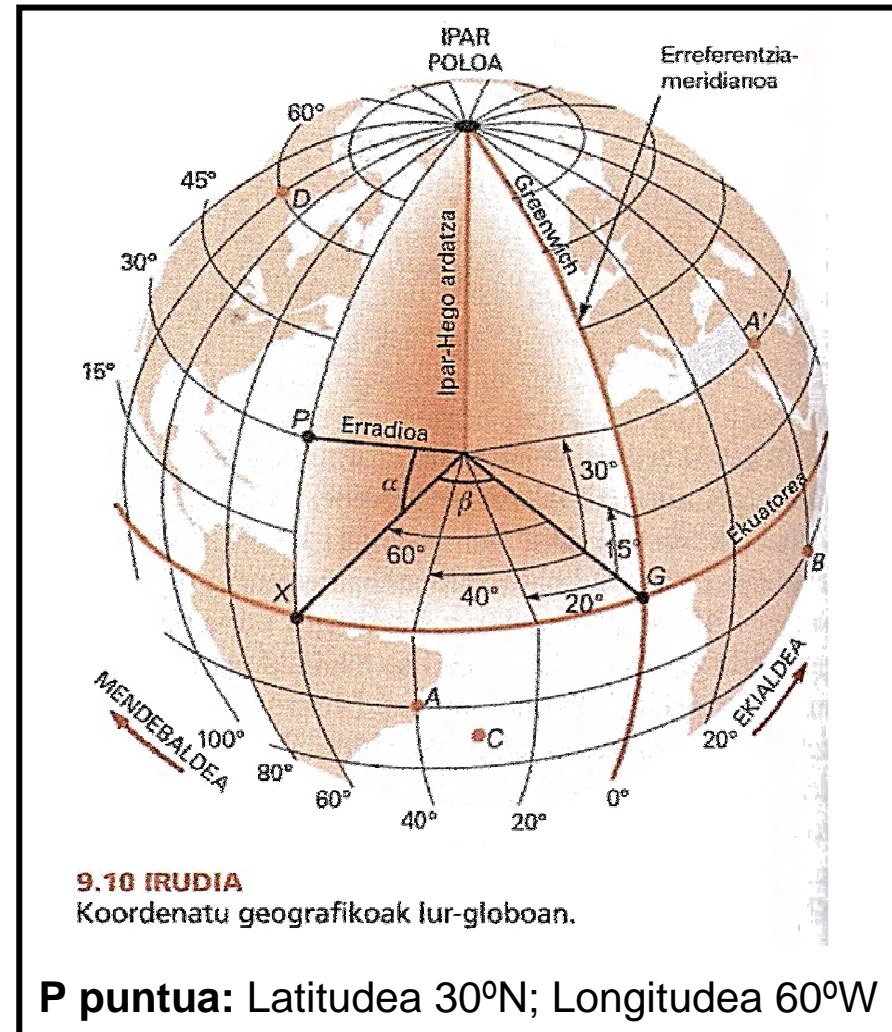 IPAR
POLOA
Erreferentzia-
meridianoa
60°
45°
D
30°
15°
Greenwich
Ipar-Hego ardatza
A'
P
Erradioa
α
β
30°
15°
60°
40°
20°
Ekuatorea
X
G
B
A
C
MENDEBALDEA
EKIALDEA
100°
80°
60°
40°
20°
0°
20°
9.10 IRUDIA
Koordenatu geografikoak lur-globoan.
P puntua: Latitudea 30ºN; Longitudea 60ºW